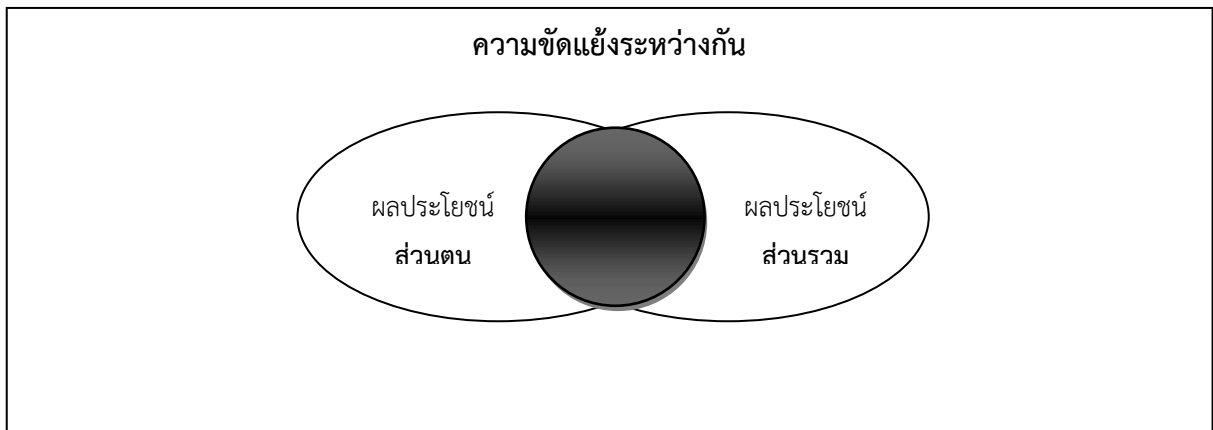 ความขัดแย้งระหว่างกัน
ผลประโยชน์
ส่วนตน
ผลประโยชน์
ส่วนรวม